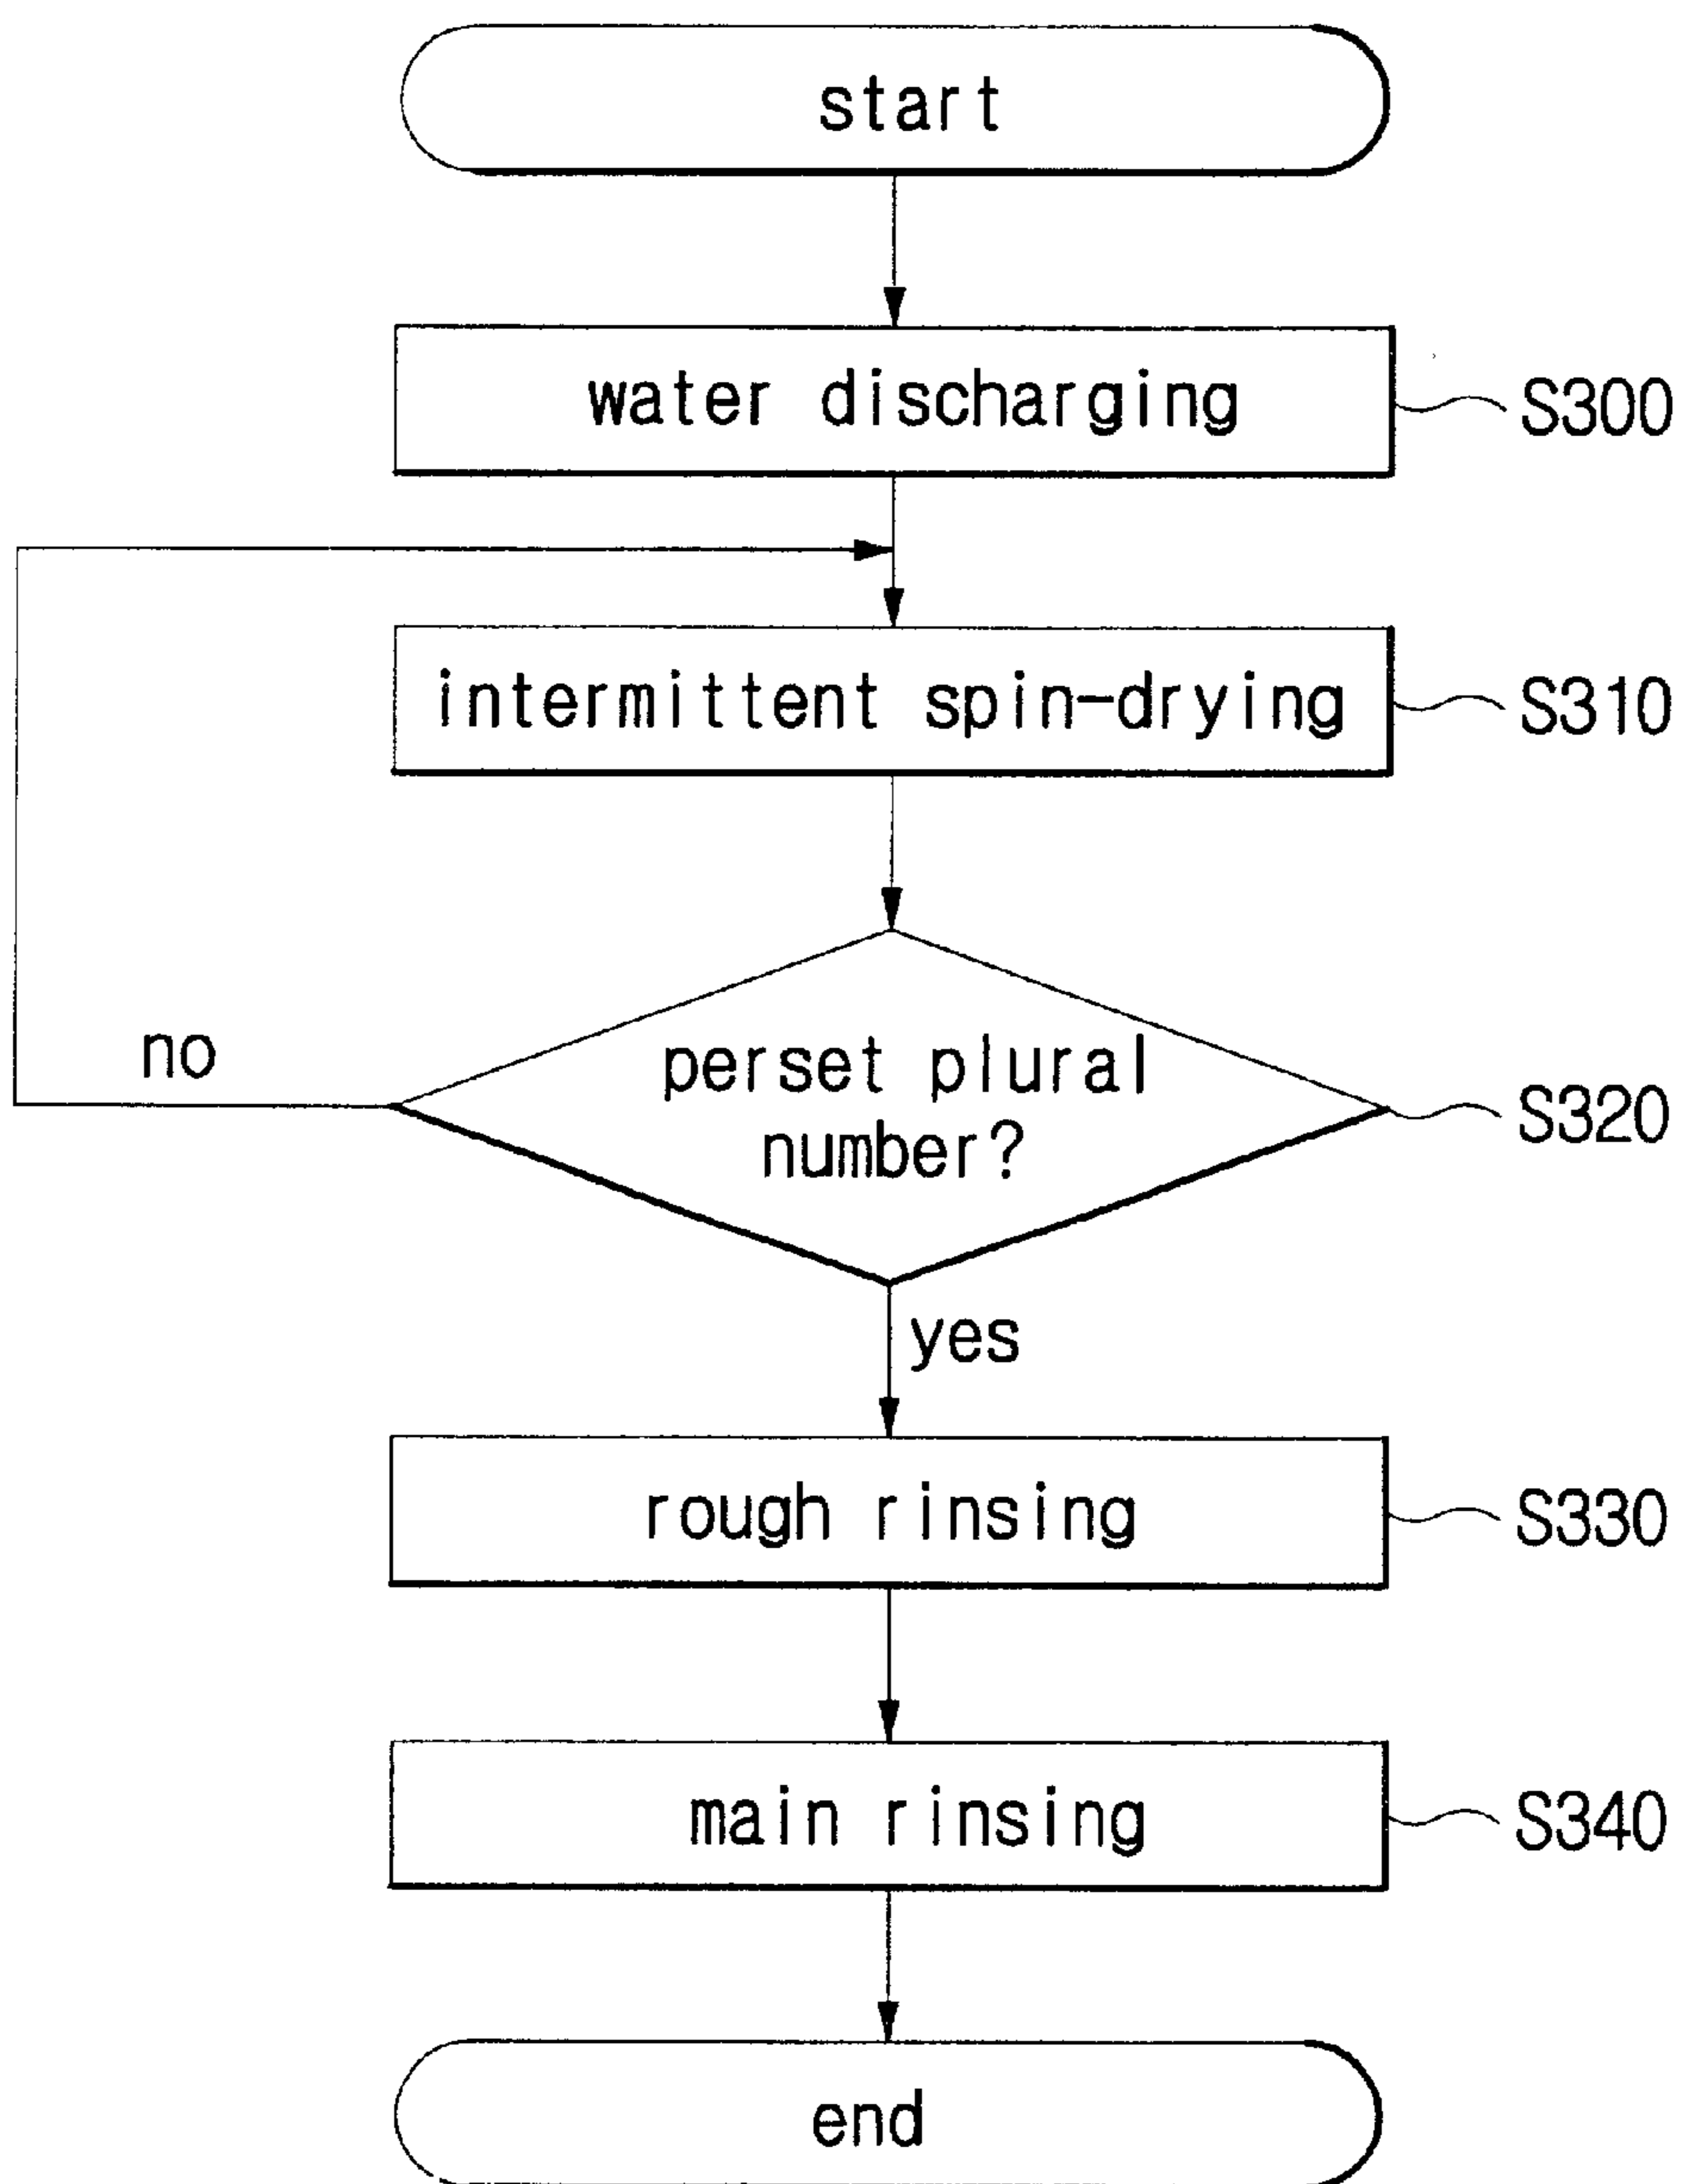 start
water discharging
S300
intermittent spin-drying
S310
no
perset plural
number?
S320
yes
rough rinsing
S330
main rinsing
S340
end